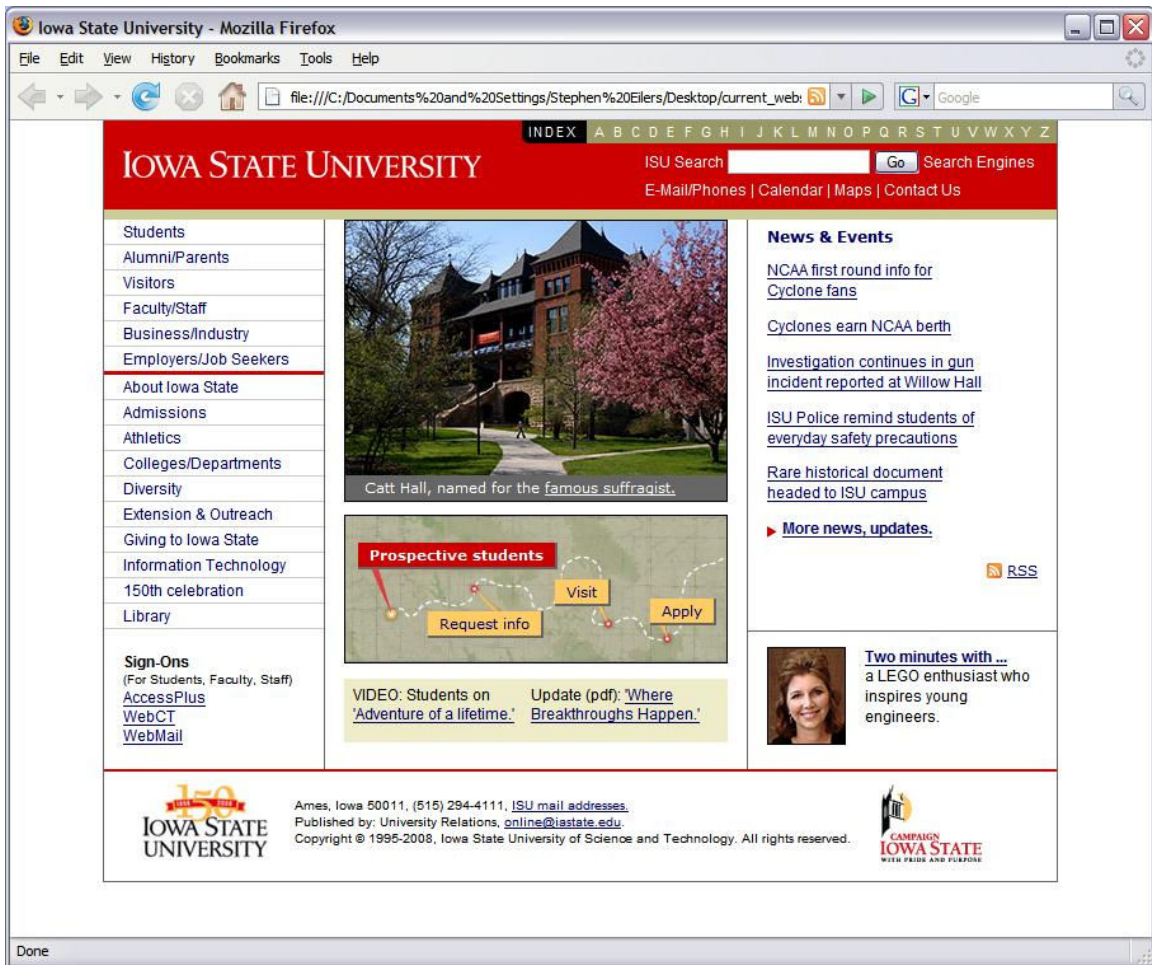 Iowa State University - Mozilla Firefox
File Edit View History Bookmarks Tools Help
file:///C:/Documents%20and%20Settings/Stephen%20Eilers/Desktop/current_web: G Google
INDEX A B C D E F G H I J K L M N O P Q R S T U V W X Y Z
IOWA STATE UNIVERSITY
ISU Search Go Search Engines
E-Mail/Phones | Calendar | Maps | Contact Us
Students
Alumni/Parents
Visitors
Faculty/Staff
Business/Industry
Employers/Job Seekers
About Iowa State
Admissions
Athletics
Colleges/Departments
Diversity
Extension & Outreach
Giving to Iowa State
Information Technology
150th celebration
Library
Sign-Ons
(For Students, Faculty, Staff)
AccessPlus
WebCT
WebMail
Catt Hall, named for the famous suffragist.
Prospective students
Request info
Visit
Apply
VIDEO: Students on
'Adventure of a lifetime.'
Update (pdf): 'Where
Breakthroughs Happen.'
News & Events
NCAA first round info for
Cyclone fans
Cyclones earn NCAA berth
Investigation continues in gun
incident reported at Willow Hall
ISU Police remind students of
everyday safety precautions
Rare historical document
headed to ISU campus
More news, updates.
RSS
Two minutes with ...
a LEGO enthusiast who
inspires young
engineers.
150
IOWA STATE
UNIVERSITY
Ames, Iowa 50011, (515) 294-4111, ISU mail addresses.
Published by: University Relations, online@iastate.edu.
Copyright © 1995-2008, Iowa State University of Science and Technology. All rights reserved.
CAMPAIGN
IOWA STATE
WITH PRIDE AND PURPOSE
Done